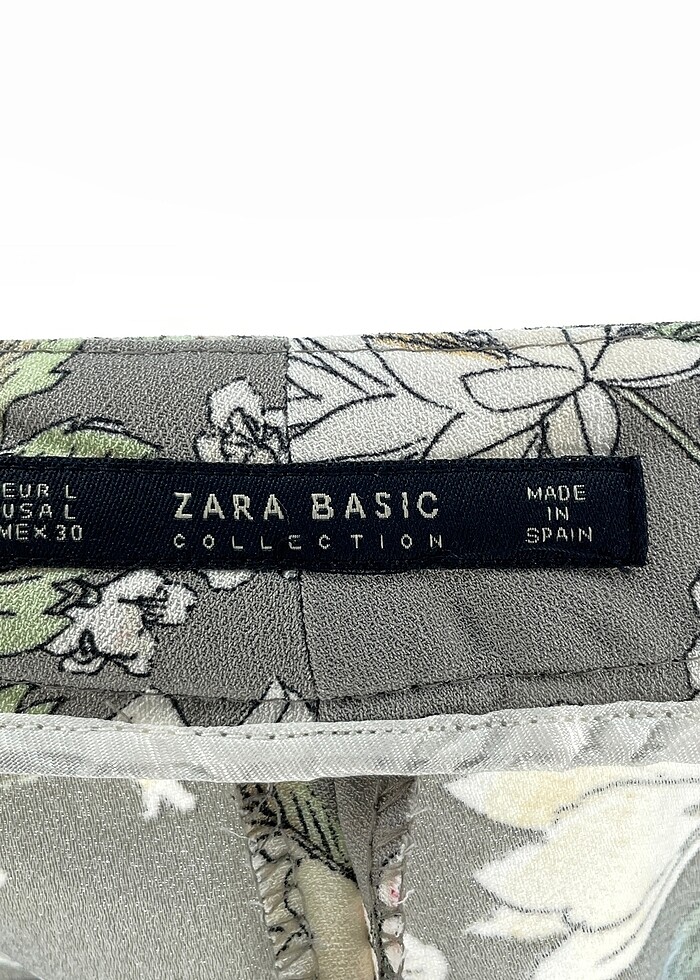 EUR L
USA L
MEX 30
ZARA BASIC
COLLECTION
MADE
IN
SPAIN